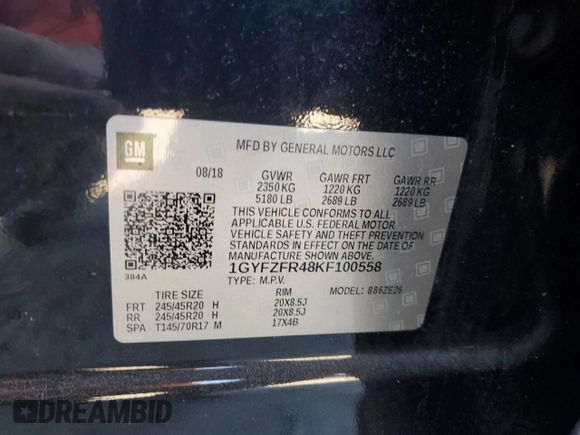 GM
MFD BY GENERAL MOTORS LLC
08/18 GVWR GAWR FRT GAWR RR
2350 KG 1220 KG 1220 KG
5180 LB 2689 LB 2689 LB
THIS VEHICLE CONFORMS TO ALL
APPLICABLE U.S. FEDERAL MOTOR
VEHICLE SAFETY AND THEFT
PREVENTION STANDARDS IN EFFECT
ON THE DATE OF MANUFACTURE
SHOWN ABOVE.
384A
1GYFZFR48KF100558
TYPE: M.P.V. MODEL: 886ZE26
TIRE SIZE RIM
FRT 245/45R20 H 20X8.5J
RR 245/45R20 H 20X8.5J
SPA T145/70R17 M 17X4B
DREAMBID